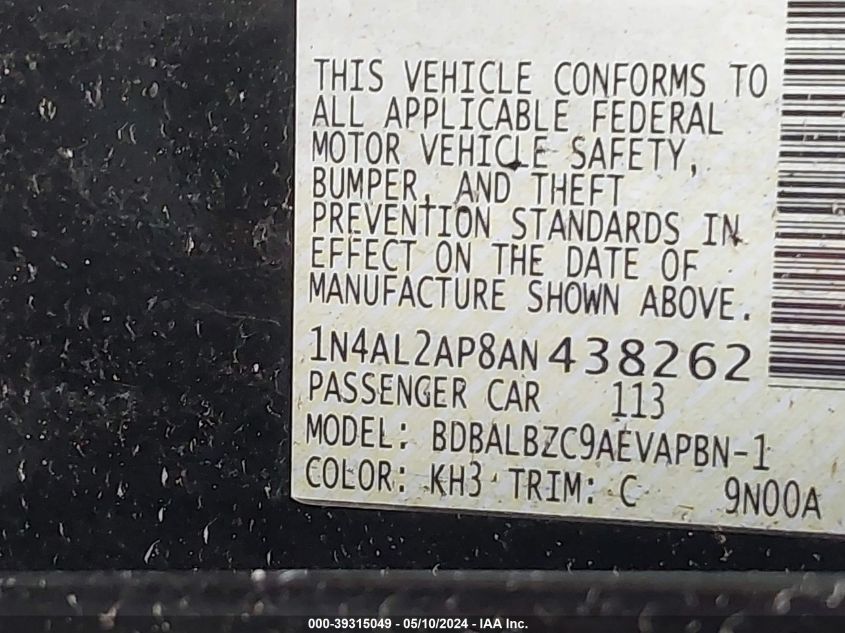 THIS VEHICLE CONFORMS TO
ALL APPLICABLE FEDERAL
MOTOR VEHICLE SAFETY,
BUMPER, AND THEFT
PREVENTION STANDARDS IN
EFFECT ON THE DATE OF
MANUFACTURE SHOWN ABOVE.
1N4AL2AP8AN438262
PASSENGER CAR 113
MODEL: BDBALBZC9AEVAPBN-1
COLOR: KH3 TRIM: C 9N00A
000-39315049 - 05/10/2024 - IAA Inc.